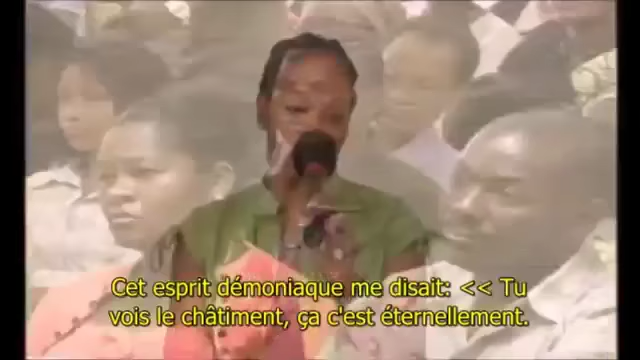 Cet esprit démoniaque me disait: << Tu
vois le châtiment, ça c'est éternellement.